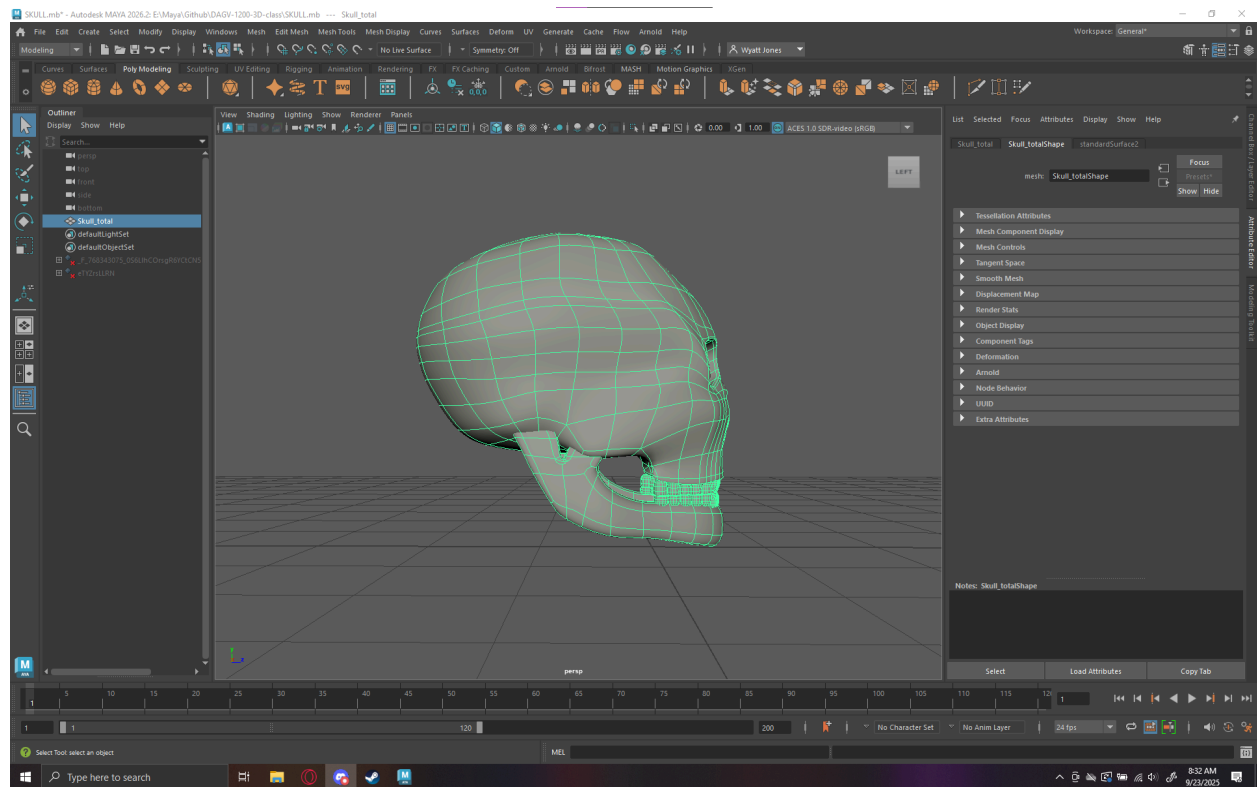 SKULL.mb* - Autodesk MAYA 2026.2: E:\Maya\Github\DAGV-1200-3D-class\SKULL.mb --- Skull_total
File Edit Create Select Modify Display Windows Mesh Edit Mesh Mesh Tools Mesh Display Curves Surfaces Deform UV Generate Cache Flow Arnold Help
Workspace: General*
Modeling No Live Surface Symmetry: Off Wyatt Jones
Curves Surfaces Poly Modeling Sculpting UV Editing Rigging Animation Rendering FX FX Caching Custom Arnold Bifrost MASH Motion Graphics XGen
Outliner
Display Show Help
Search...
persp
top
front
side
bottom
Skull_total
defaultLightSet
defaultObjectSet
eTXZrsLLRN
View Shading Lighting Show Renderer Panels
0.00 1.00 ACES 1.0 SDR-video (sRGB)
LEFT
persp
List Selected Focus Attributes Display Show Help
Skull_total Skull_totalShape standardSurface2
mesh: Skull_totalShape
Focus
Presets*
Show Hide
Tessellation Attributes
Mesh Component Display
Mesh Controls
Tangent Space
Smooth Mesh
Displacement Map
Render Stats
Object Display
Component Tags
Deformation
Arnold
Node Behavior
UUID
Extra Attributes
Notes: Skull_totalShape
Select Load Attributes Copy Tab
Channel Box / Layer Editor
Attribute Editor
Modeling Toolkit
5 10 15 20 25 30 35 40 45 50 55 60 65 70 75 80 85 90 95 100 105 110 115 12
1 1
1 1 120 200 No Character Set No Anim Layer 24 fps
Select Tool: select an object
MEL
Type here to search
8:32 AM
9/23/2025